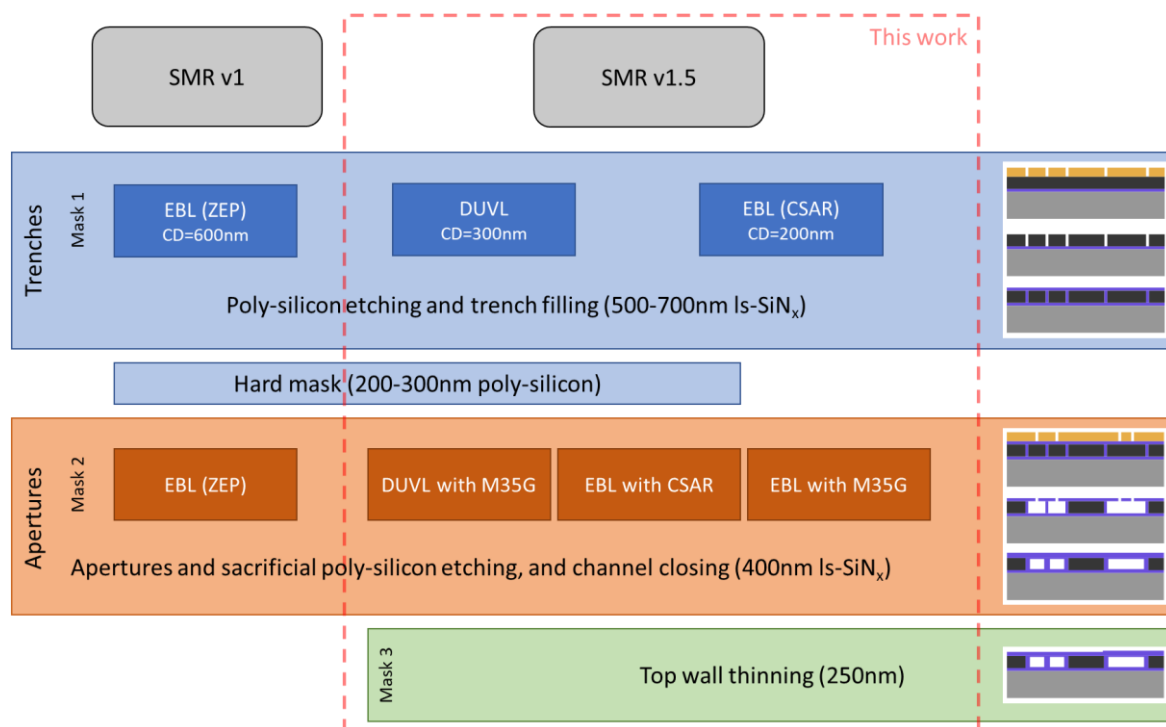 This work
SMR v1
SMR v1.5
Trenches
Mask 1
EBL (ZEP)
CD=600nm
DUVL
CD=300nm
EBL (CSAR)
CD=200nm
Poly-silicon etching and trench filling (500-700nm ls-SiNₓ)
Hard mask (200-300nm poly-silicon)
Apertures
Mask 2
EBL (ZEP)
DUVL with M35G
EBL with CSAR
EBL with M35G
Apertures and sacrificial poly-silicon etching, and channel closing (400nm ls-SiNₓ)
Mask 3
Top wall thinning (250nm)